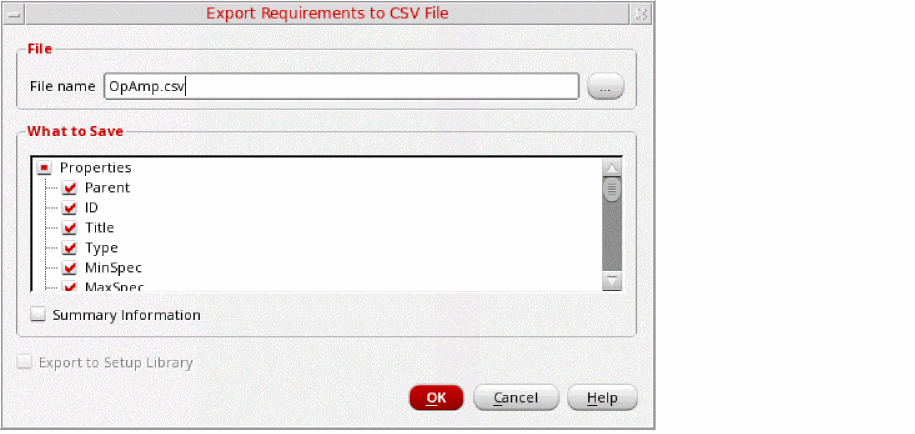 Export Requirements to CSV File
File
File name OpAmp.csv ...
What to Save
Properties
Parent
ID
Title
Type
MinSpec
MaxSpec
Summary Information
Export to Setup Library
OK Cancel Help